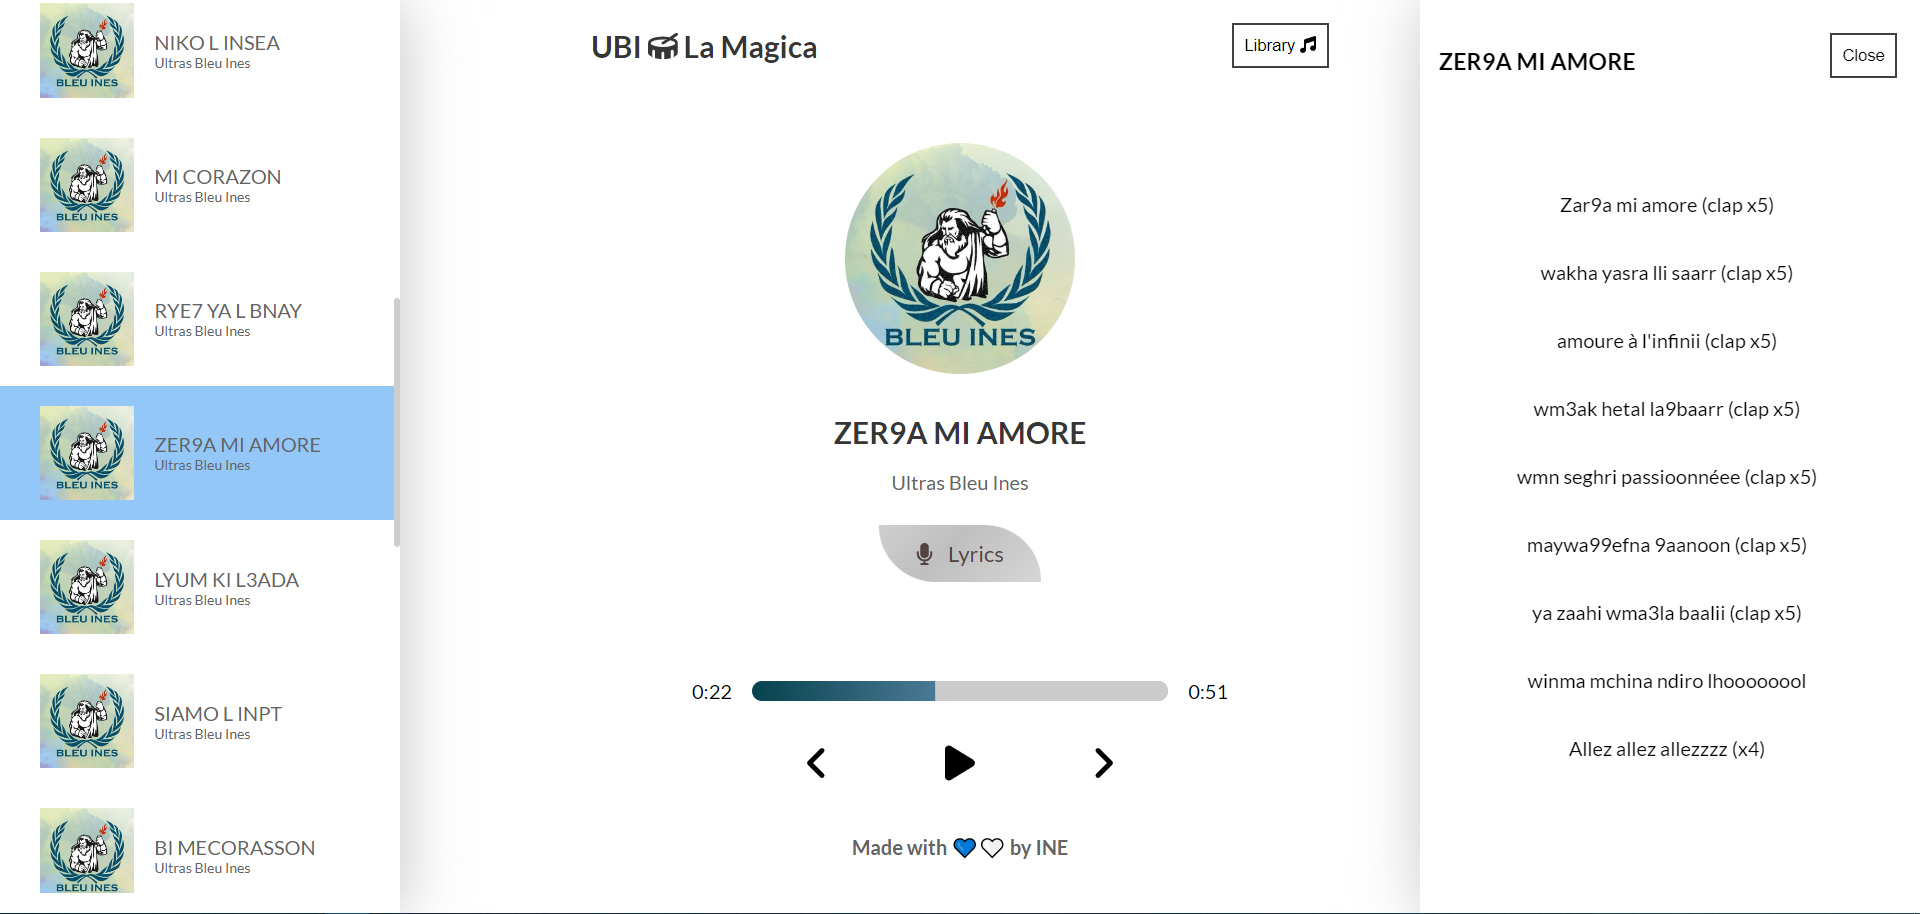 BLEU INES
NIKO L INSEA
Ultras Bleu Ines
BLEU INES
MI CORAZON
Ultras Bleu Ines
BLEU INES
RYE7 YA L BNAY
Ultras Bleu Ines
BLEU INES
ZER9A MI AMORE
Ultras Bleu Ines
BLEU INES
LYUM KI L3ADA
Ultras Bleu Ines
BLEU INES
SIAMO L INPT
Ultras Bleu Ines
BLEU INES
BI MECORASSON
Ultras Bleu Ines
UBI La Magica
Library
BLEU INES
ZER9A MI AMORE
Ultras Bleu Ines
Lyrics
0:22
0:51
Made with by INE
ZER9A MI AMORE
Close
Zar9a mi amore (clap x5)
wakha yasra lli saarr (clap x5)
amoure à l'infinii (clap x5)
wm3ak hetal la9baarr (clap x5)
wmn seghri passioonnéee (clap x5)
maywa99efna 9aanoon (clap x5)
ya zaahi wma3la baalii (clap x5)
winma mchina ndiro lhoooooool
Allez allez allezzzz (x4)